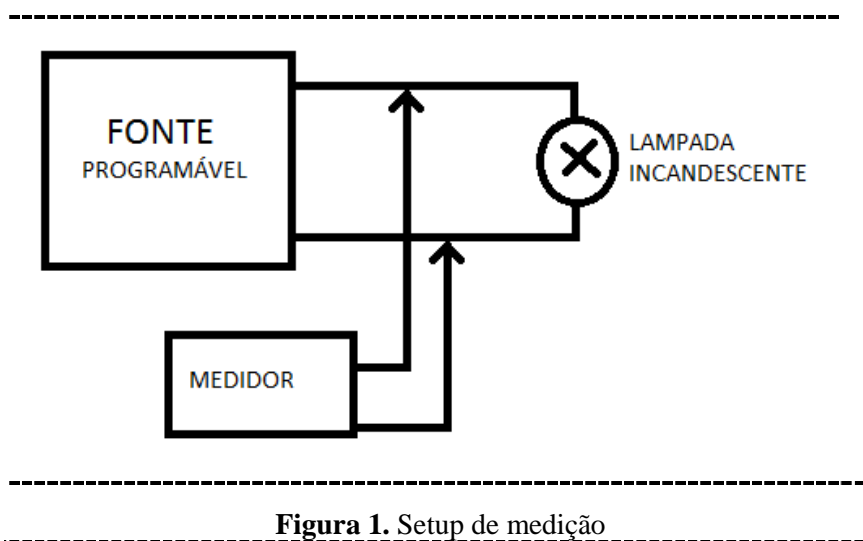 FONTE
PROGRAMÁVEL
LAMPADA
INCANDESCENTE
MEDIDOR
Figura 1. Setup de medição